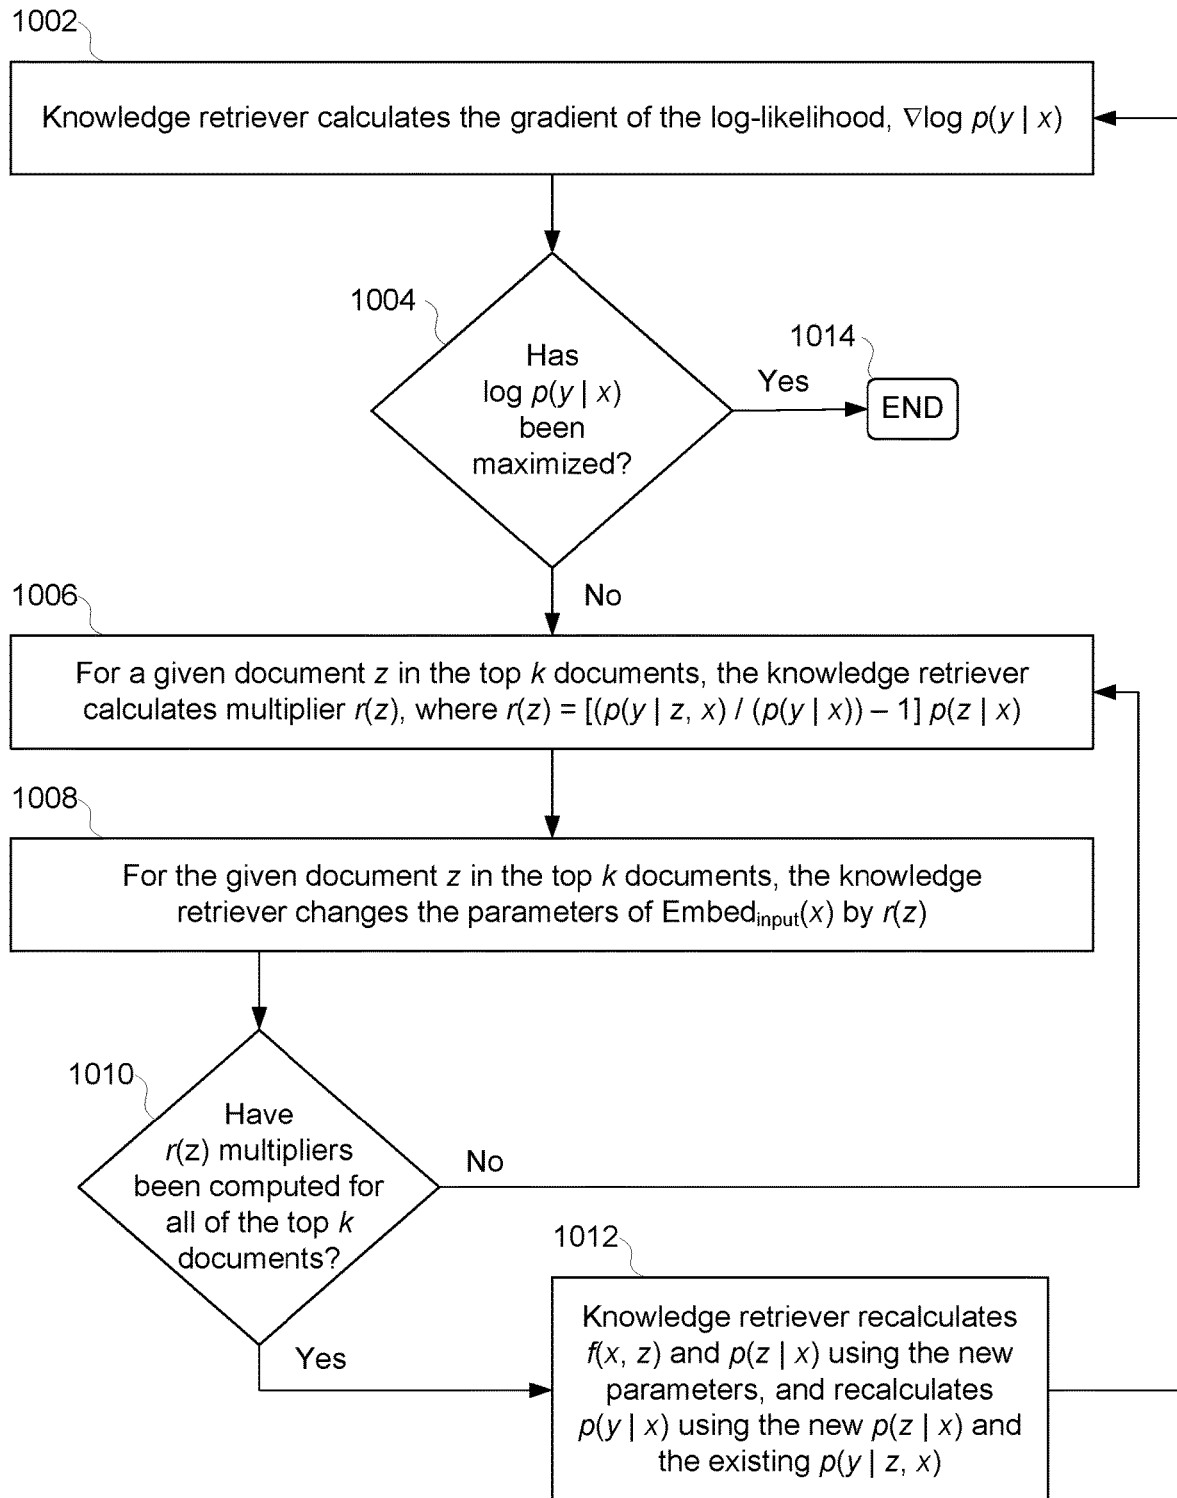 1002
Knowledge retriever calculates the gradient of the log-likelihood, ∇log p(y | x)
1004
Has
log p(y | x)
been
maximized?
Yes
1014
END
No
1006
For a given document z in the top k documents, the knowledge retriever
calculates multiplier r(z), where r(z) = [(p(y | z, x) / (p(y | x)) – 1] p(z | x)
1008
For the given document z in the top k documents, the knowledge
retriever changes the parameters of Embedinput(x) by r(z)
1010
Have
r(z) multipliers
been computed for
all of the top k
documents?
No
Yes
1012
Knowledge retriever recalculates
f(x, z) and p(z | x) using the new
parameters, and recalculates
p(y | x) using the new p(z | x) and
the existing p(y | z, x)